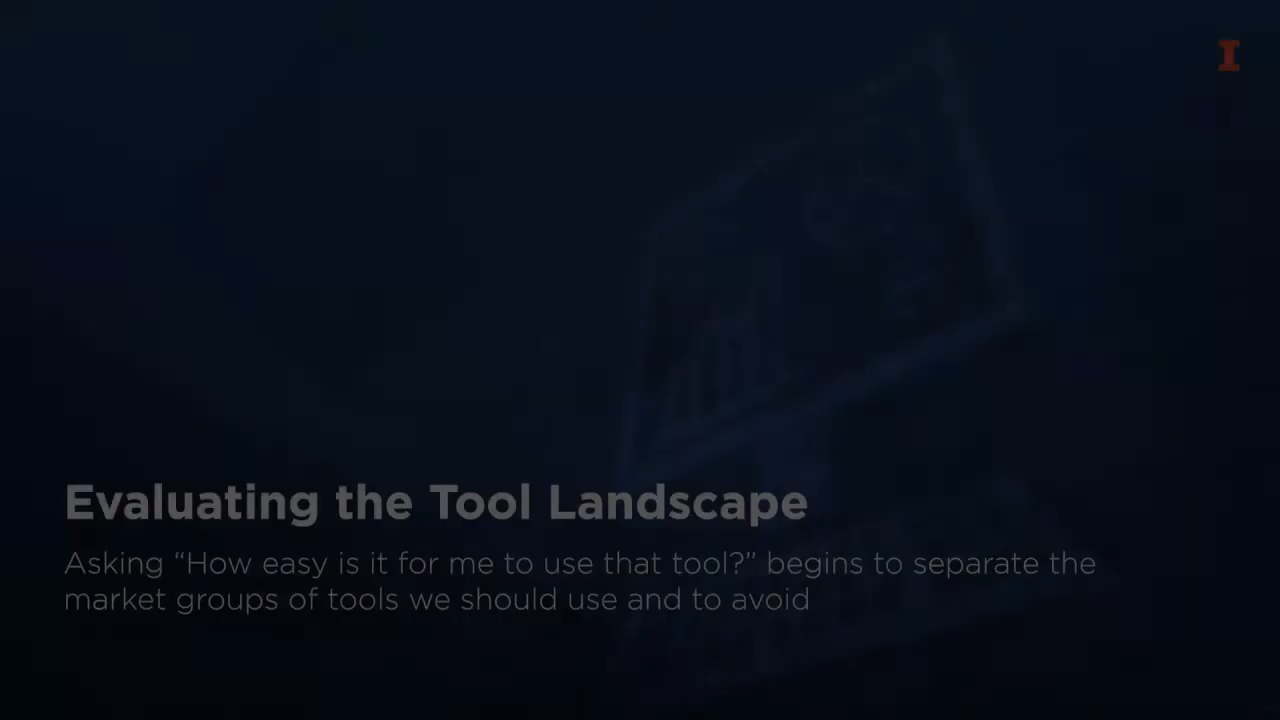 I
Evaluating the Tool Landscape
Asking “How easy is it for me to use that tool?” begins to separate the
market groups of tools we should use and to avoid